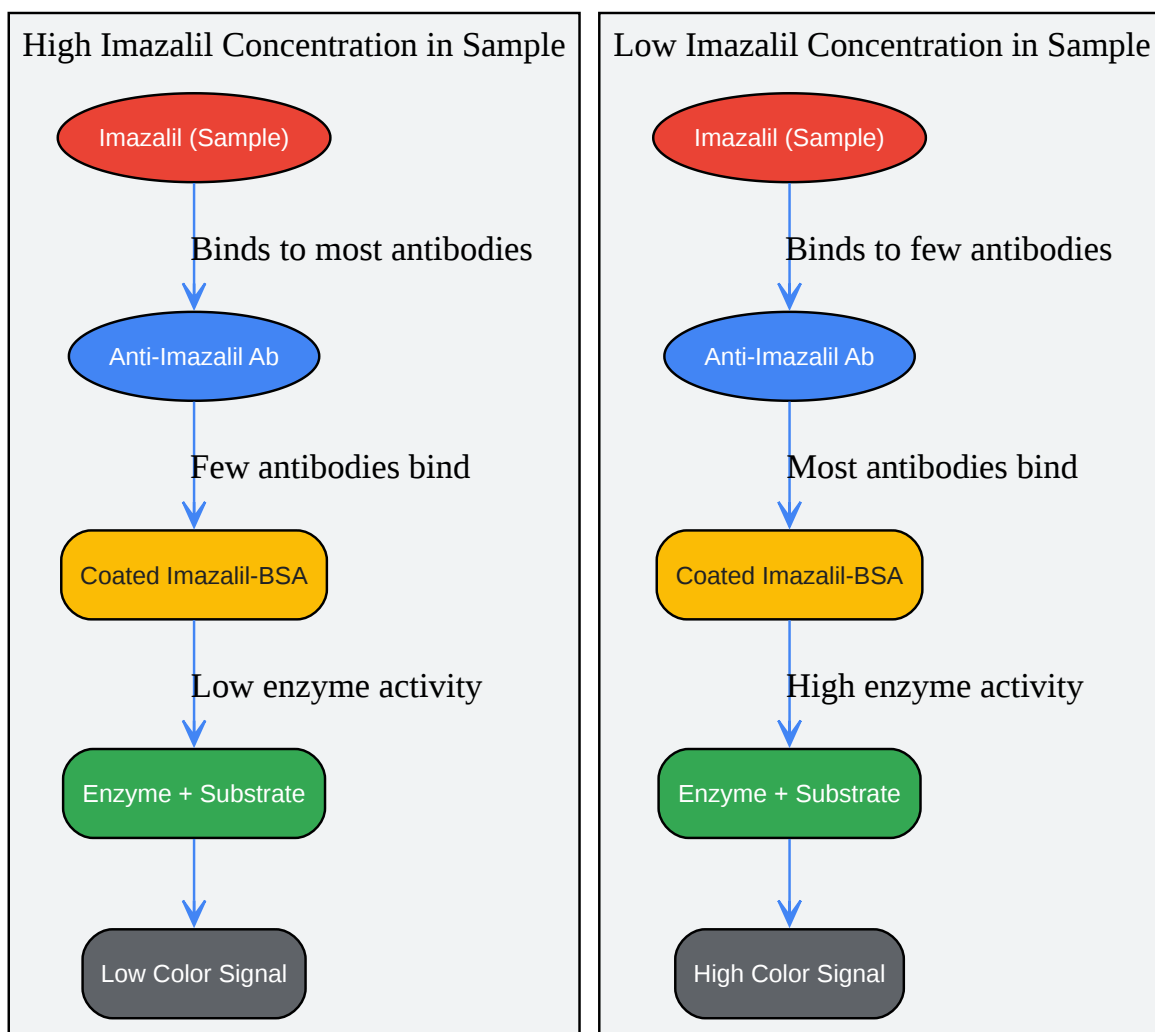 High Imazalil Concentration in Sample
Imazalil (Sample)
Binds to most antibodies
Anti-Imazalil Ab
Few antibodies bind
Coated Imazalil-BSA
Low enzyme activity
Enzyme + Substrate
Low Color Signal
Low Imazalil Concentration in Sample
Imazalil (Sample)
Binds to few antibodies
Anti-Imazalil Ab
Most antibodies bind
Coated Imazalil-BSA
High enzyme activity
Enzyme + Substrate
High Color Signal